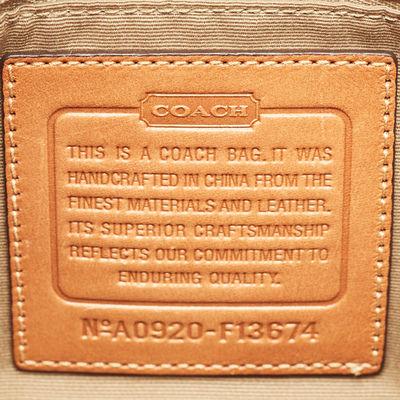 COACH
THIS IS A COACH BAG. IT WAS
HANDCRAFTED IN CHINA FROM THE
FINEST MATERIALS AND LEATHER.
ITS SUPERIOR CRAFTSMANSHIP
REFLECTS OUR COMMITMENT TO
ENDURING QUALITY.
NºA0920-F13674